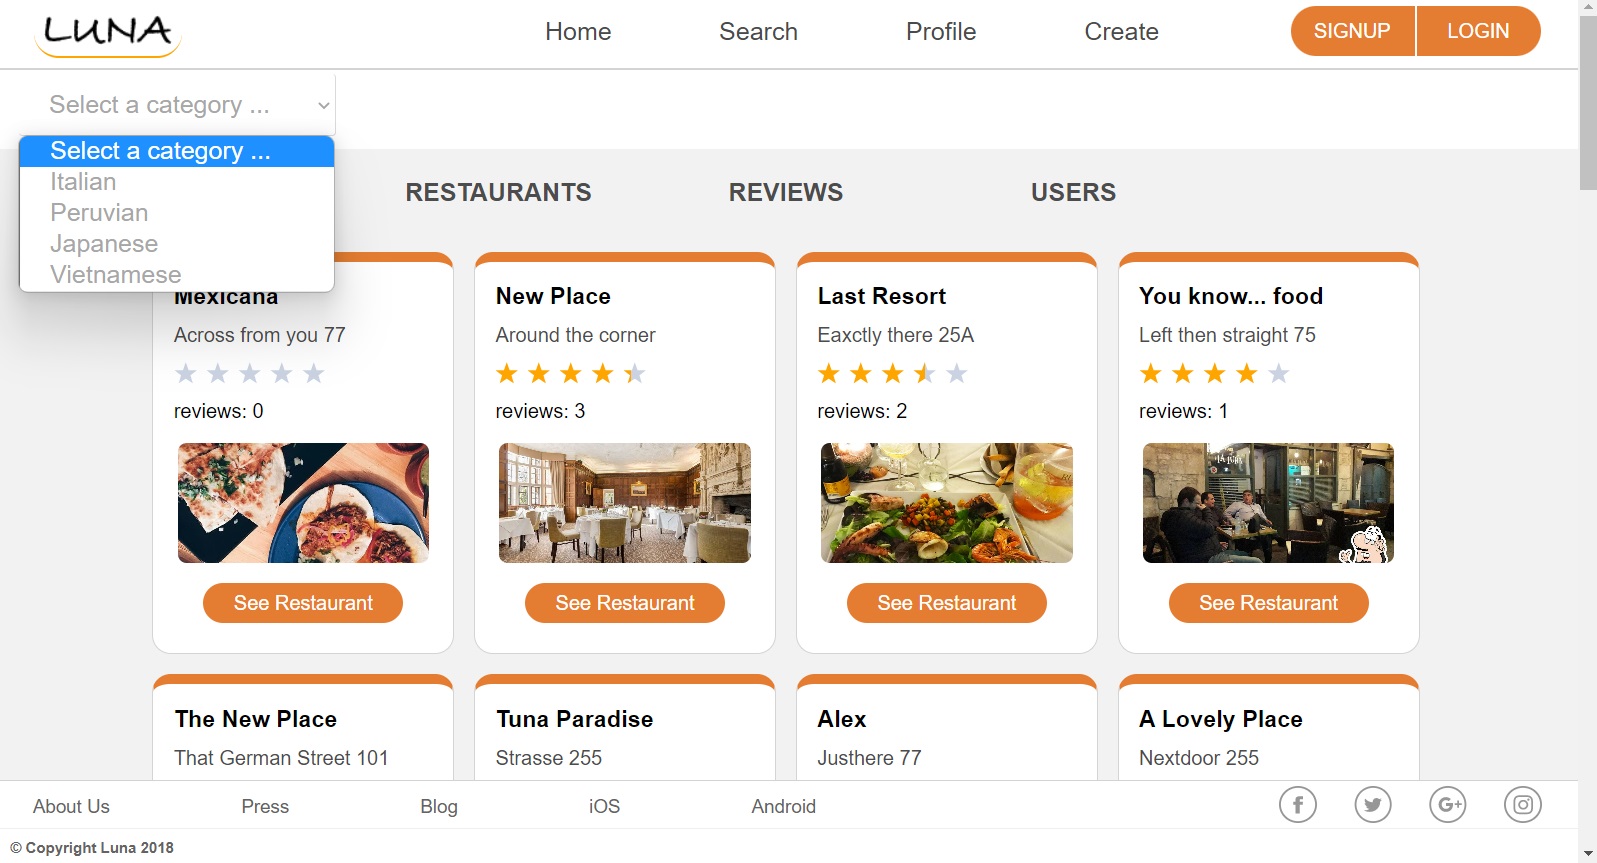 LUNA
Home Search Profile Create SIGNUP LOGIN
Select a category ...
Select a category ...
Italian
Peruvian
Japanese
Vietnamese
RESTAURANTS REVIEWS USERS
Mexicana
Across from you 77
reviews: 0
See Restaurant
New Place
Around the corner
reviews: 3
See Restaurant
Last Resort
Eaxctly there 25A
reviews: 2
See Restaurant
You know... food
Left then straight 75
reviews: 1
See Restaurant
The New Place
That German Street 101
Tuna Paradise
Strasse 255
Alex
Justhere 77
A Lovely Place
Nextdoor 255
About Us Press Blog iOS Android
© Copyright Luna 2018